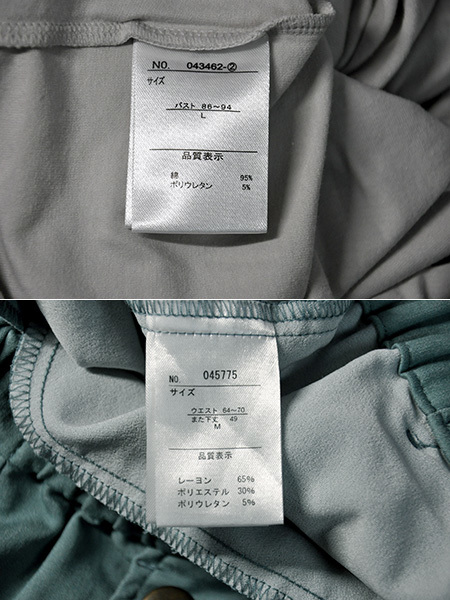 NO. 043462-②
サイズ
バスト 86～94
L
品質表示
綿 95%
ポリウレタン 5%
NO. 045775
サイズ
ウエスト 64～70
また下丈 49
M
品質表示
レーヨン 65%
ポリエステル 30%
ポリウレタン 5%